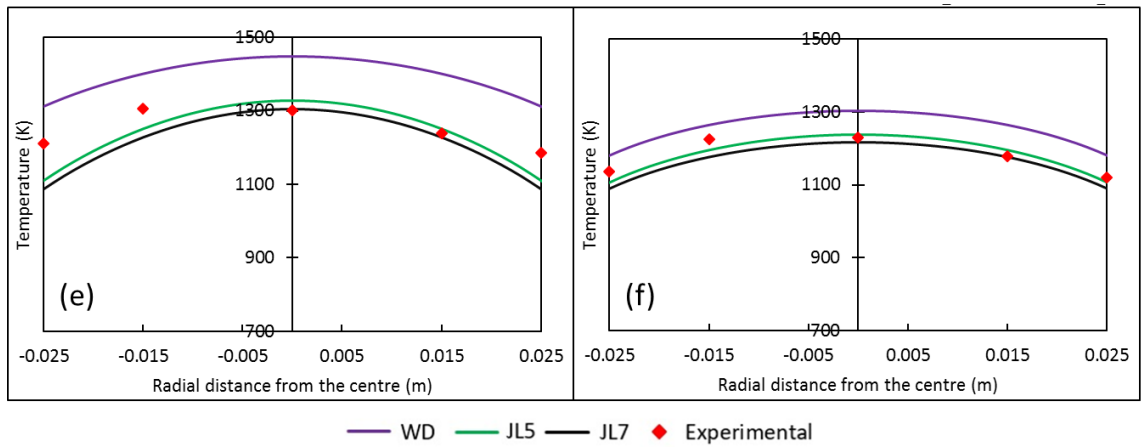 1500
1300
1100
900
700
Temperature (K)
(e)
-0.025 -0.015 -0.005 0.005 0.015 0.025
Radial distance from the centre (m)
1500
1300
1100
900
700
Temperature (K)
(f)
-0.025 -0.015 -0.005 0.005 0.015 0.025
Radial distance from the centre (m)
WD JL5 JL7 Experimental